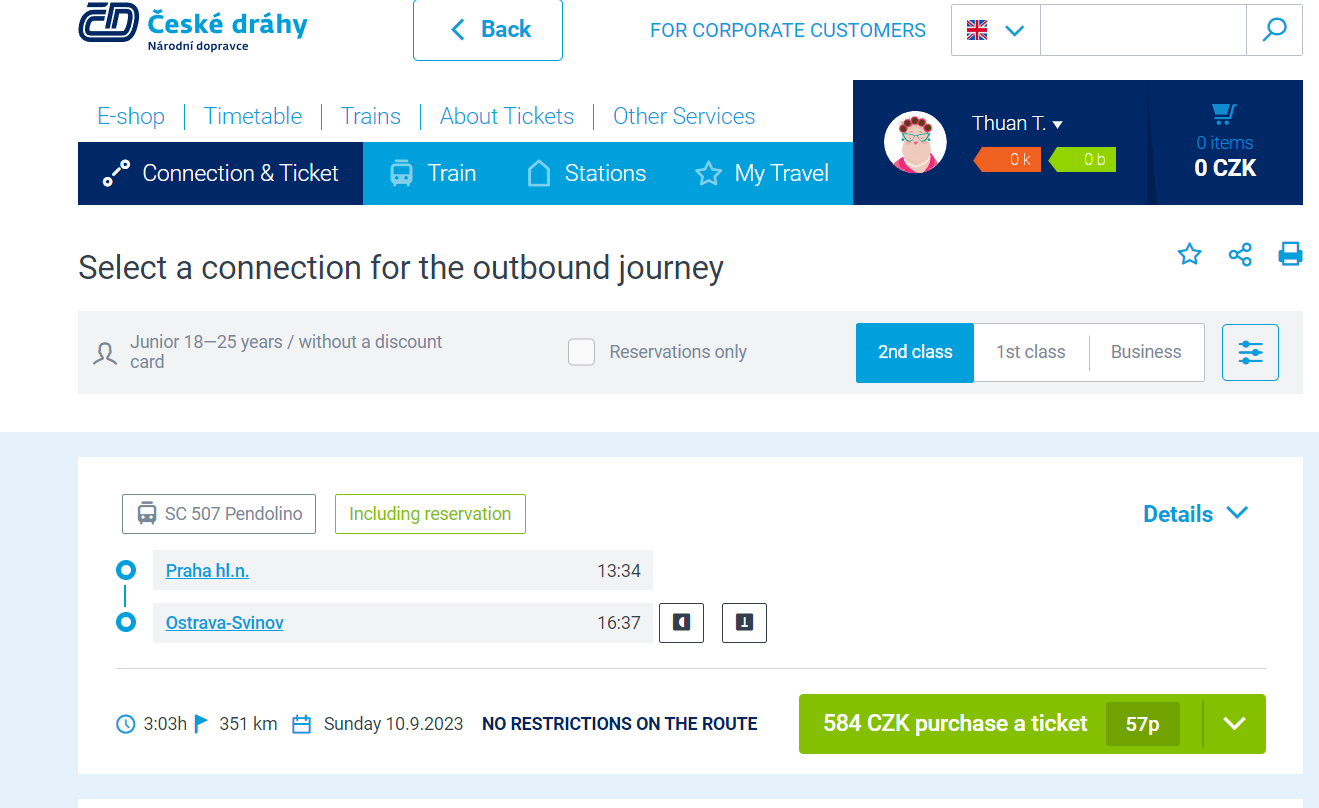 České dráhy
Národní dopravce
Back
FOR CORPORATE CUSTOMERS
E-shop
Timetable
Trains
About Tickets
Other Services
Thuan T.
0 k
0 b
0 items
0 CZK
Connection & Ticket
Train
Stations
My Travel
Select a connection for the outbound journey
Junior 18—25 years / without a discount
card
Reservations only
2nd class
1st class
Business
SC 507 Pendolino
Including reservation
Details
Praha hl.n.
13:34
Ostrava-Svinov
16:37
3:03h
351 km
Sunday 10.9.2023
NO RESTRICTIONS ON THE ROUTE
584 CZK purchase a ticket
57p